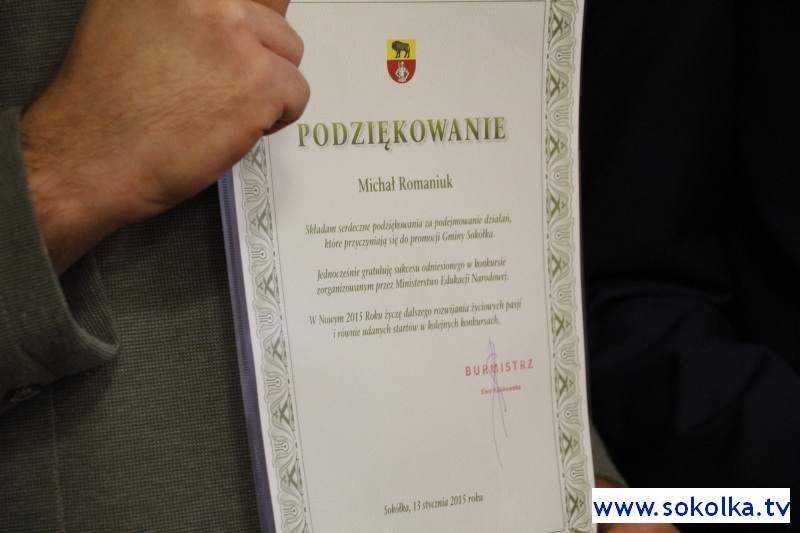 PODZIĘKOWANIE
Michał Romaniuk
Składam serdeczne podziękowania za podejmowanie działań,
które przyczyniają się do promocji Gminy Sokółka.
Jednocześnie gratuluję sukcesu odniesionego w konkursie
zorganizowanym przez Ministerstwo Edukacji Narodowej.
W Nowym 2015 Roku życzę dalszego rozwijania życiowych pasji
i równie udanych startów w kolejnych konkursach.
BURMISTRZ
Ewa
Sokółka, 13 stycznia 2015 roku
www.sokolka.tv